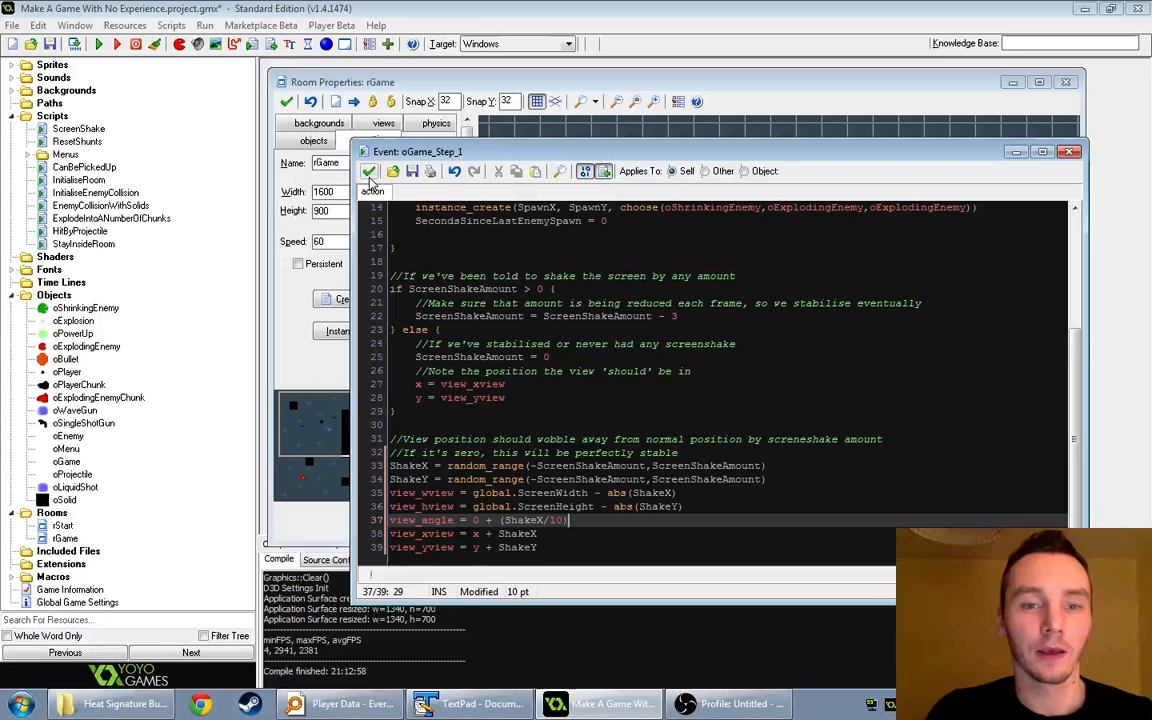 Make A Game With No Experience.project.gmx* - Standard Edition (v1.4.1474)
File Edit Window Resources Scripts Run Marketplace Beta Player Beta Help
Target: Windows
Knowledge Base:
Sprites
Sounds
Backgrounds
Paths
Scripts
ScreenShake
ResetShunts
Menus
CanBePickedUp
InitialiseRoom
InitialiseEnemyCollision
EnemyCollisionWithSolids
ExplodeIntoANumberOfChunks
HitByProjectile
StayInsideRoom
Shaders
Fonts
Time Lines
Objects
oShrinkingEnemy
oExplosion
oPowerUp
oExplodingEnemy
oBullet
oPlayer
oPlayerChunk
oExplodingEnemyChunk
oWaveGun
oSingleShotGun
oEnemy
oMenu
oGame
oProjectile
oLiquidShot
oSolid
Rooms
rStart
rGame
Included Files
Extensions
Macros
Game Information
Global Game Settings
Search For Resources...
Whole Word Only Filter Tree
Previous Next
YOYO
GAMES
Room Properties: rGame
Snap X: 32 Snap Y: 32
backgrounds views physics
objects
Name: rGame
Width: 1600
Height: 900
Speed: 60
Persistent
Event: oGame_Step_1
Applies To: Self Other Object:
action
14 instance_create(SpawnX, SpawnY, choose(oShrinkingEnemy,oExplodingEnemy,oExplodingEnemy))
15 SecondsSinceLastEnemySpawn = 0
16
17 }
18
19 //If we've been told to shake the screen by any amount
20 if ScreenShakeAmount > 0 {
21 //Make sure that amount is being reduced each frame, so we stabilise eventually
22 ScreenShakeAmount = ScreenShakeAmount - 3
23 } else {
24 //If we've stabilised or never had any screenshake
25 ScreenShakeAmount = 0
26 //Note the position the view 'should' be in
27 x = view_xview
28 y = view_yview
29 }
30
31 //View position should wobble away from normal position by screneshake amount
32 //If it's zero, this will be perfectly stable
33 ShakeX = random_range(-ScreenShakeAmount,ScreenShakeAmount)
34 ShakeY = random_range(-ScreenShakeAmount,ScreenShakeAmount)
35 view_wview = global.ScreenWidth - abs(ShakeX)
36 view_hview = global.ScreenHeight - abs(ShakeY)
37 view_angle = 0 + (ShakeX/10)
38 view_xview = x + ShakeX
39 view_yview = y + ShakeY
37/39: 29 INS Modified 10 pt
Compile Source Cont
Graphics::Clear()
D3D Settings Init
Application Surface cre
Application Surface resized: w=1340, h=700
Application Surface resized: w=1340, h=700
minFPS, maxFPS, avgFPS
4, 2941, 2381
Compile finished: 21:12:58
Heat Signature Bu...
Player Data - Ever...
TextPad - Docum...
Make A Game Wit...
Profile: Untitled - ...